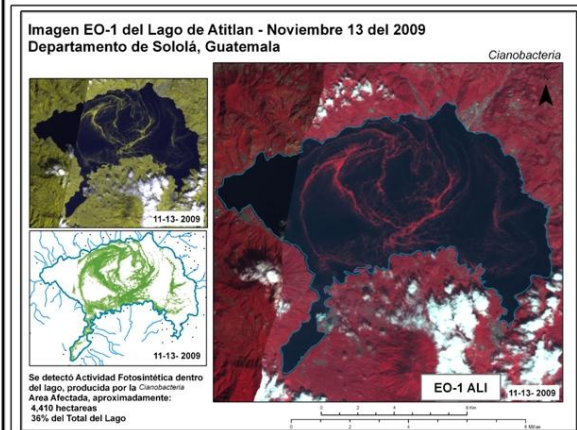 Imagen EO-1 del Lago de Atitlan - Noviembre 13 del 2009
Departamento de Sololá, Guatemala
Cianobacteria
11-13- 2009
11-13- 2009
Se detectó Actividad Fotosintética dentro
del lago, producida por la Cianobacteria
Area Afectada, aproximadamente:
4,410 hectareas
36% del Total del Lago
EO-1 ALI
11-13- 2009